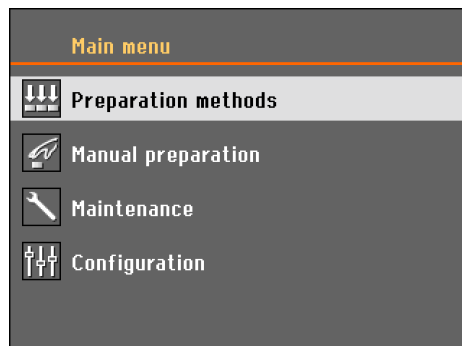 Main menu
Preparation methods
Manual preparation
Maintenance
Configuration